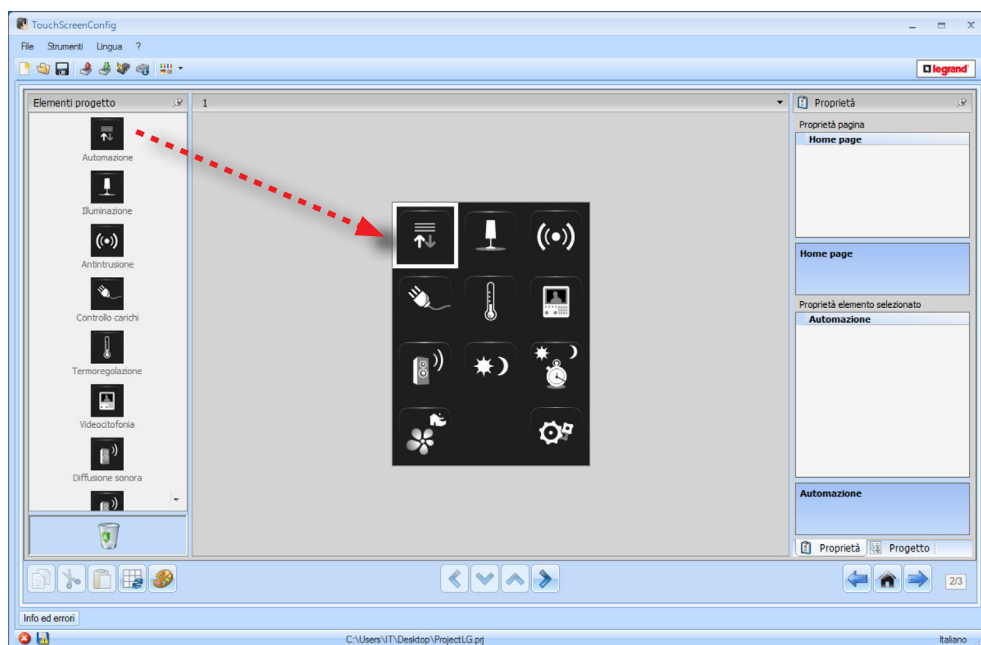 TouchScreenConfig
File Strumenti Lingua ?
legrand
Elementi progetto
1
Proprietà
Automazione
Illuminazione
Antintrusione
Controllo carichi
Termoregolazione
Videocitofonia
Diffusione sonora
Proprietà pagina
Home page
Home page
Proprietà elemento selezionato
Automazione
Automazione
Proprietà Progetto
2/3
Info ed errori
C:\Users\IT\Desktop\ProjectLG.prj
Italiano